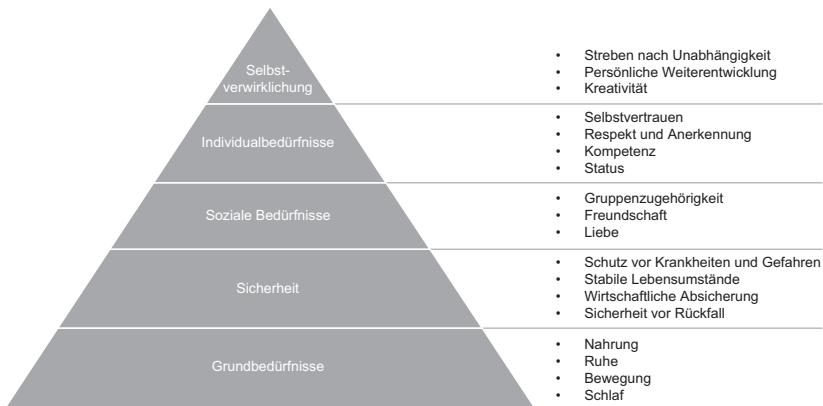 Selbst-
verwirklichung
• Streben nach Unabhängigkeit
• Persönliche Weiterentwicklung
• Kreativität
Individualbedürfnisse
• Selbstvertrauen
• Respekt und Anerkennung
• Kompetenz
• Status
Soziale Bedürfnisse
• Gruppenzugehörigkeit
• Freundschaft
• Liebe
Sicherheit
• Schutz vor Krankheiten und Gefahren
• Stabile Lebensumstände
• Wirtschaftliche Absicherung
• Sicherheit vor Rückfall
Grundbedürfnisse
• Nahrung
• Ruhe
• Bewegung
• Schlaf